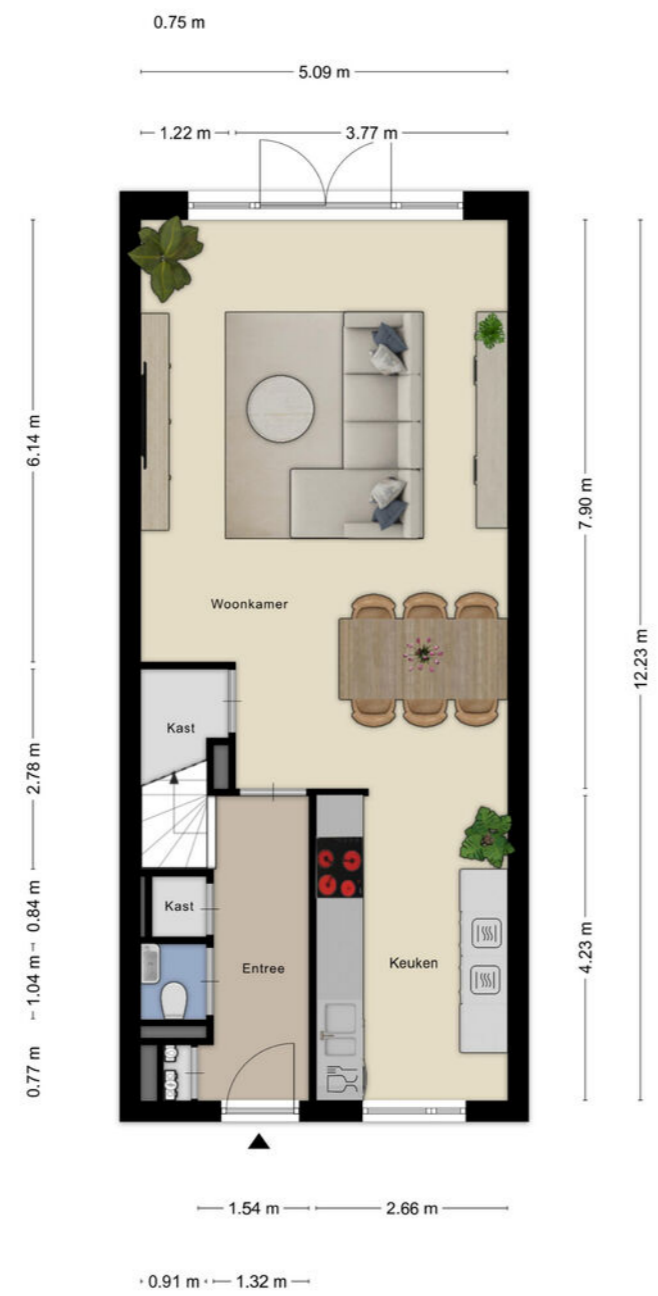 0.75 m
5.09 m
1.22 m
3.77 m
6.14 m
7.90 m
Woonkamer
12.23 m
Kast
2.78 m
Kast
0.84 m
Entree
Keuken
4.23 m
1.04 m
0.77 m
1.54 m
2.66 m
0.91 m
1.32 m